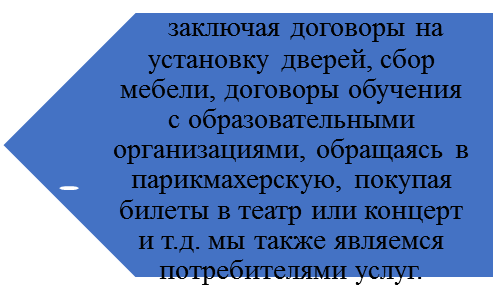 заключая договоры на
установку дверей, сбор
мебели, договоры обучения
с образовательными
организациями, обращаясь в
парикмахерскую, покупая
билеты в театр или концерт
и т.д. мы также являемся
потребителями услуг.